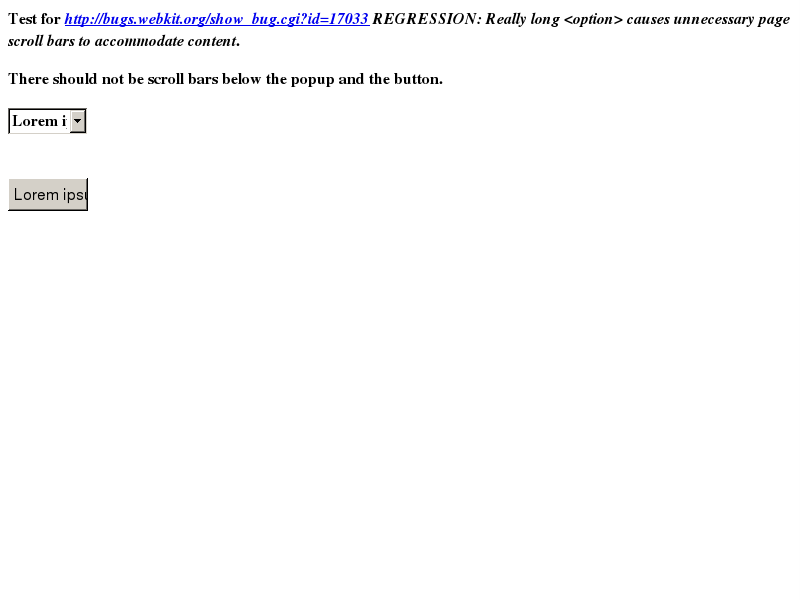 Test for http://bugs.webkit.org/show_bug.cgi?id=17033 REGRESSION: Really long <option> causes unnecessary page
scroll bars to accommodate content.
There should not be scroll bars below the popup and the button.
Lorem i
Lorem ipsu